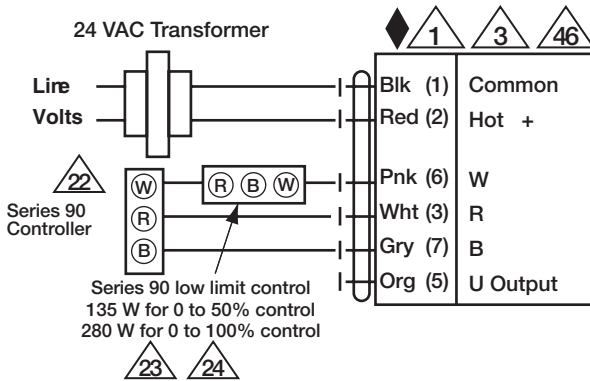 24 VAC Transformer
1 3 46
Line
Volts
Blk (1) Common
Red (2) Hot +
22
Series 90
Controller
W
R
B
R B W
Pnk (6) W
Wht (3) R
Gry (7) B
Org (5) U Output
Series 90 low limit control
135 W for 0 to 50% control
280 W for 0 to 100% control
23 24